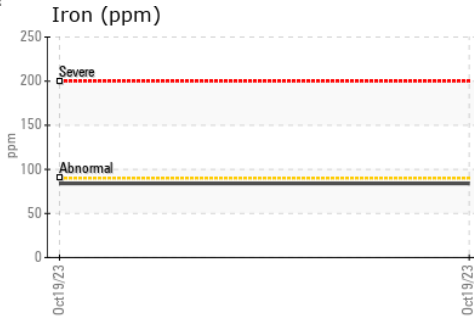 Iron (ppm)
250
200
150
100
50
0
ppm
Severe
Abnormal
Oct19/23
Oct19/23